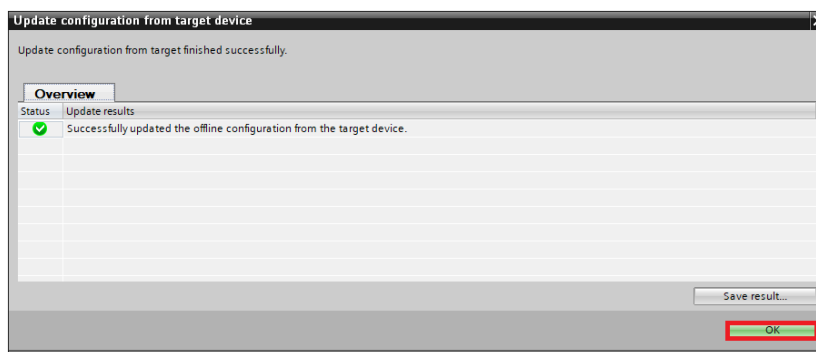 Update configuration from target device
Update configuration from target finished successfully.
Overview
Status Update results
Successfully updated the offline configuration from the target device.
Save result...
OK